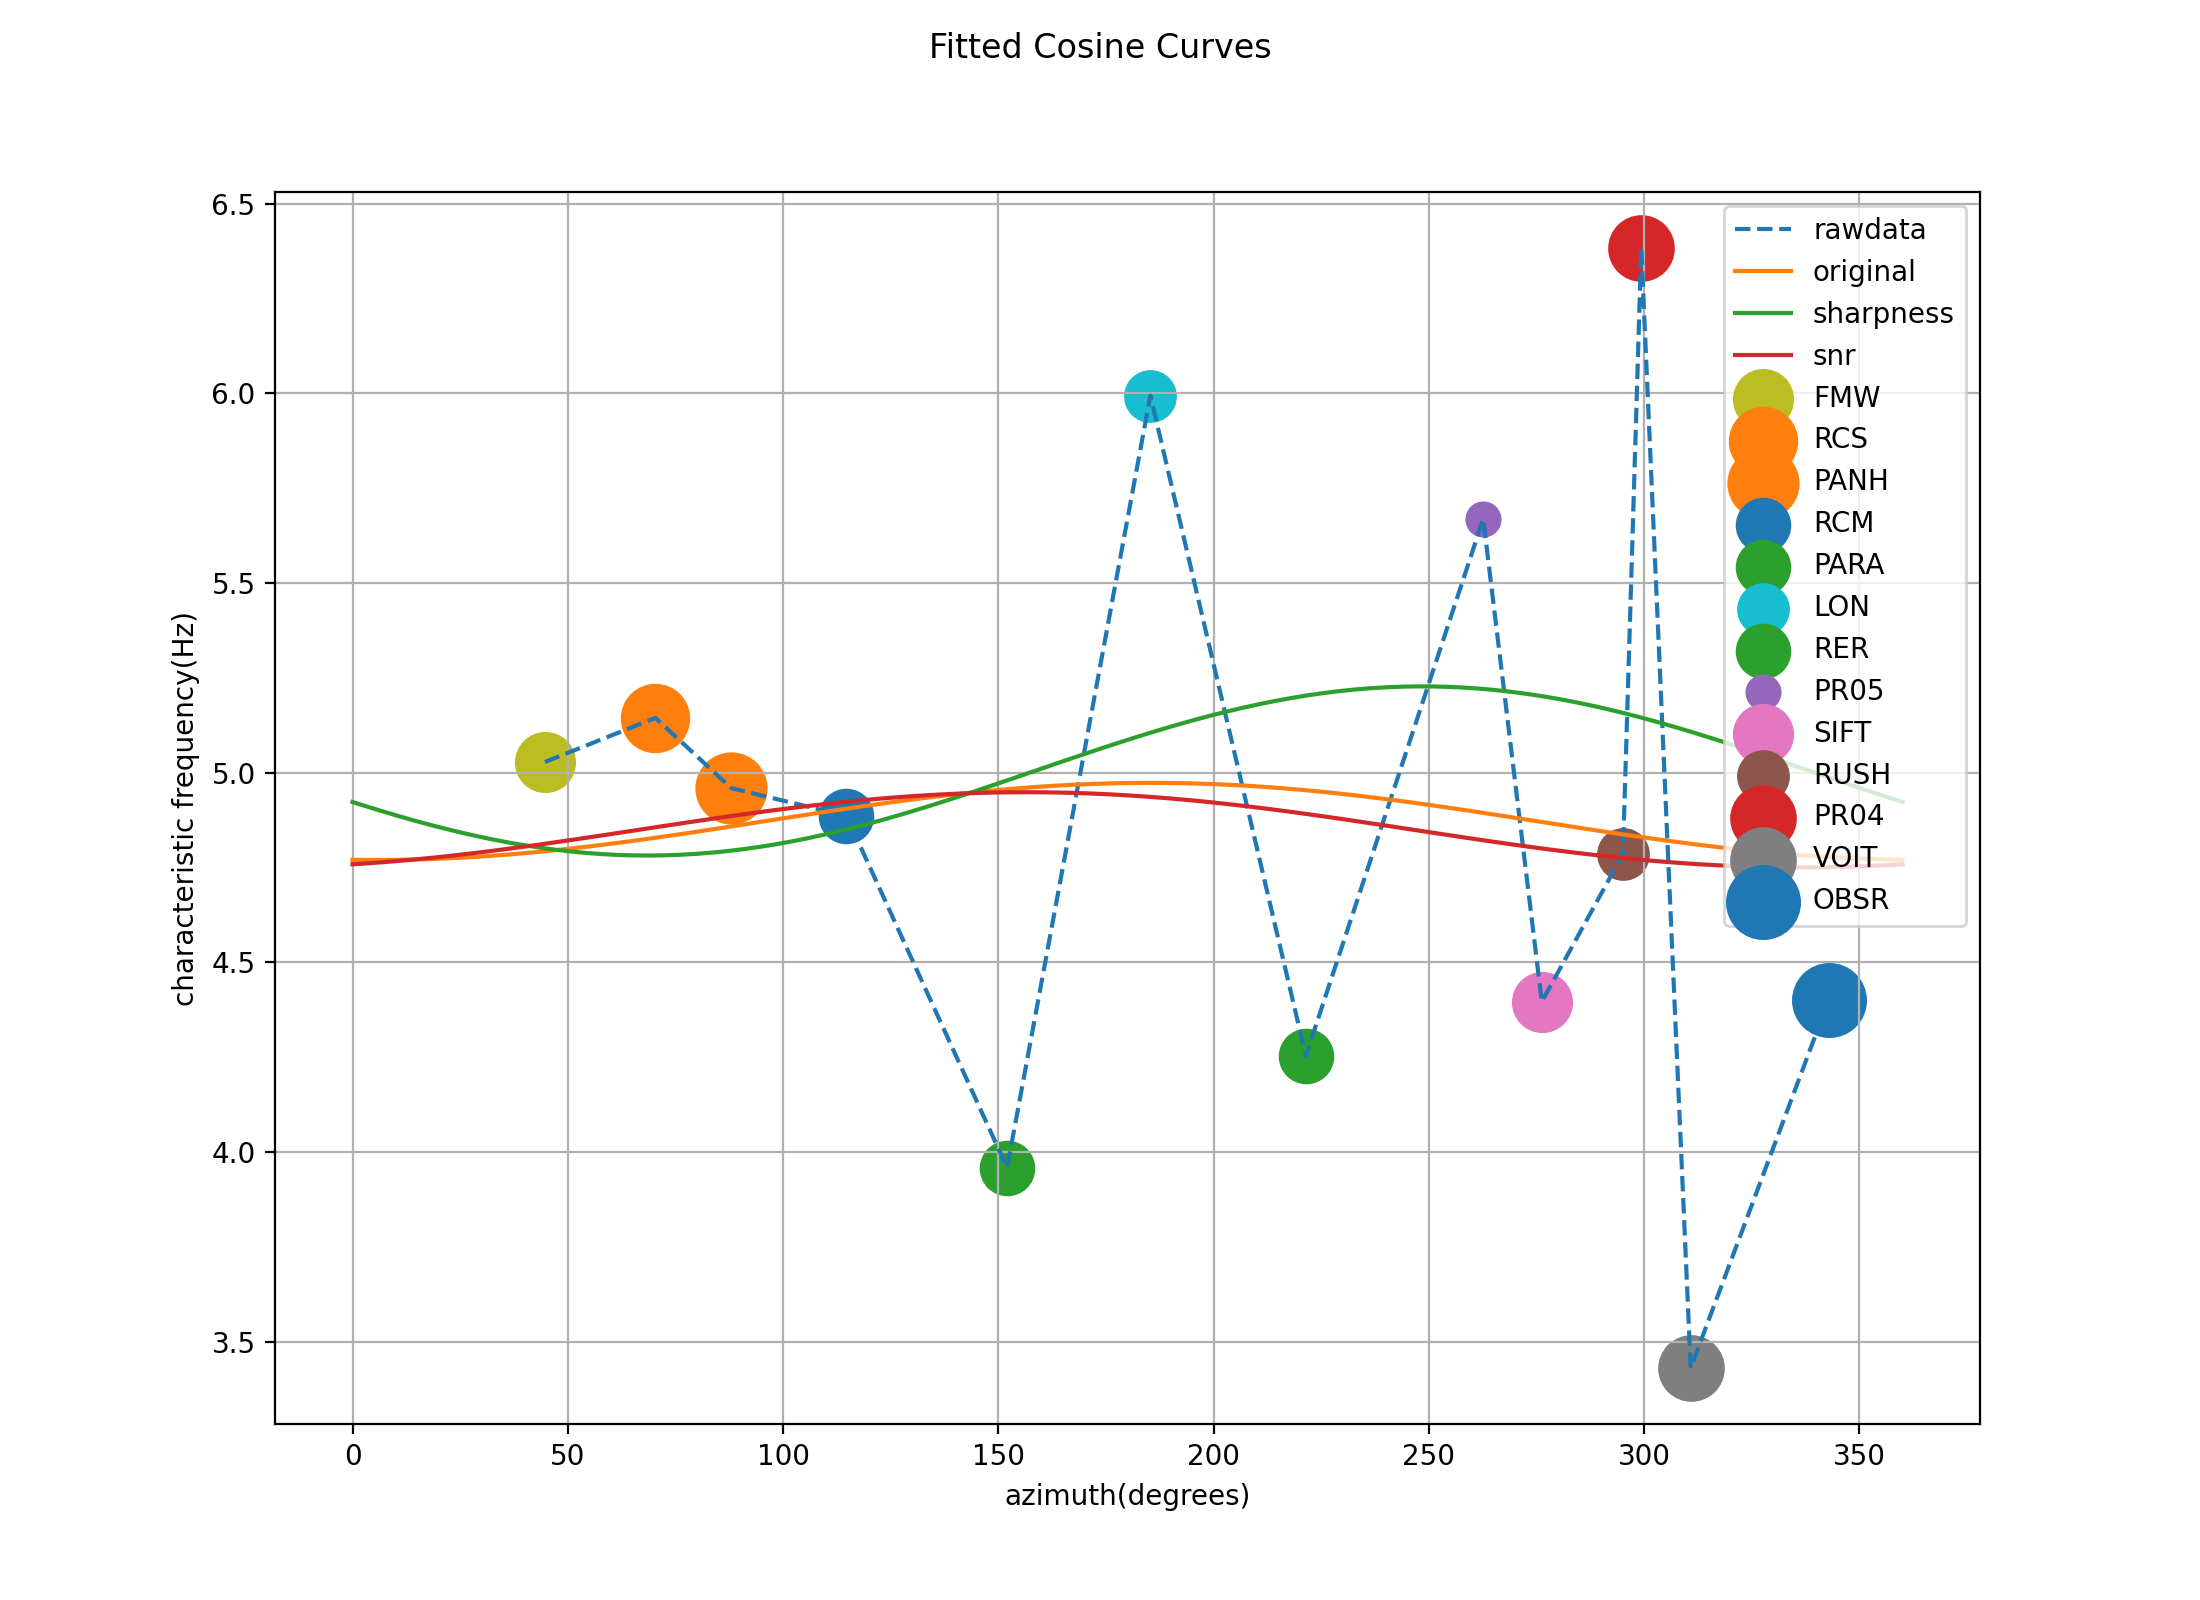 Fitted Cosine Curves
6.5
6.0
5.5
5.0
4.5
4.0
3.5
characteristic frequency(Hz)
rawdata
original
sharpness
snr
FMW
RCS
PANH
RCM
PARA
LON
RER
PR05
SIFT
RUSH
PR04
VOIT
OBSR
0 50 100 150 200 250 300 350
azimuth(degrees)